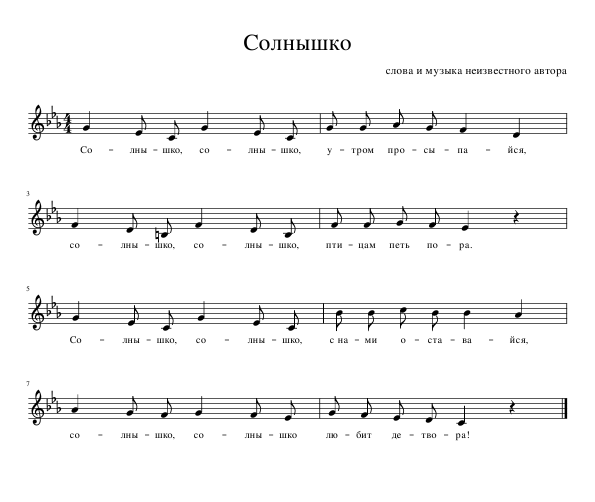 Солнышко
слова и музыка неизвестного автора
Со – лны – шко, со – лны – шко, у – тром про – сы – па – йся,
3
со – лны – шко, со – лны – шко, пти – цам петь по – ра.
5
Со – лны – шко, со – лны – шко, с на – ми о – ста – ва – йся,
7
со – лны – шко, со – лны – шко лю – бит де – тво – ра!